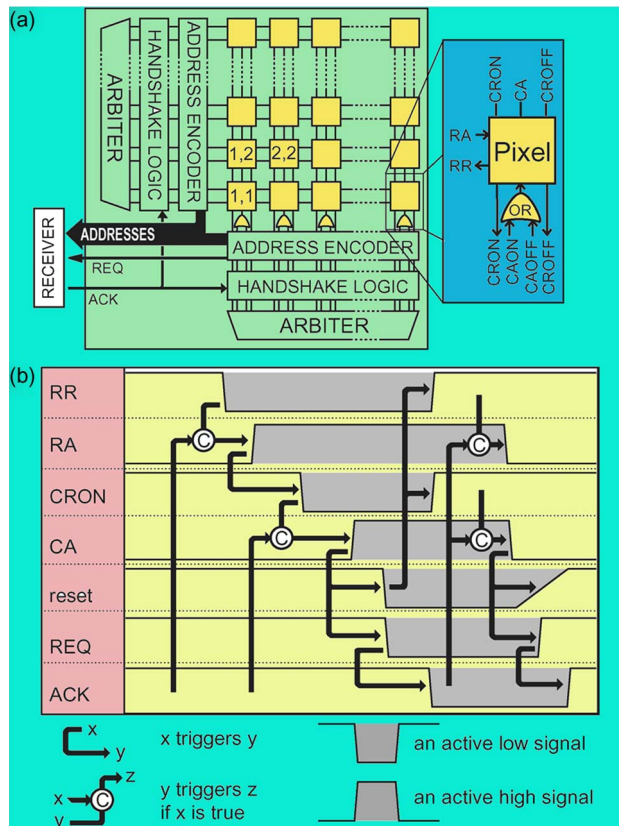 (a)
ARBITER
HANDSHAKE LOGIC
ADDRESS ENCODER
1,2
2,2
1,1
RECEIVER
ADDRESSES
REQ
ACK
ADDRESS ENCODER
HANDSHAKE LOGIC
ARBITER
CRON
CA
CROFF
RA
RR
Pixel
OR
CRON
CAON
CAOFF
CROFF
(b)
RR
RA
C
C
CRON
CA
C
C
reset
REQ
ACK
x
y
x triggers y
an active low signal
z
x
C
y
y triggers z
if x is true
an active high signal